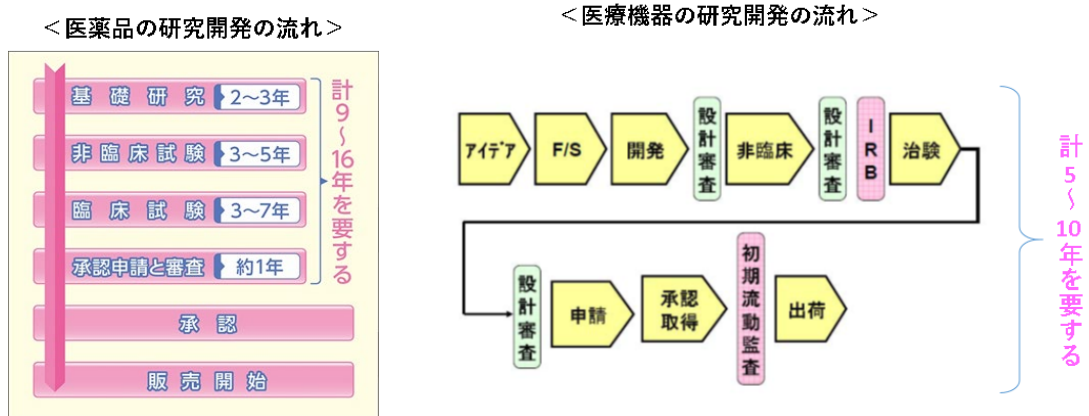 ＜医薬品の研究開発の流れ＞
基礎研究
2～3年
非臨床試験
3～5年
臨床試験
3～7年
承認申請と審査
約1年
計9～16年を要する
承認
販売開始
＜医療機器の研究開発の流れ＞
アイデア
F/S
開発
設計審査
非臨床
設計審査
IRB
治験
設計審査
申請
承認
取得
初期流動監査
出荷
計5～10年を要する